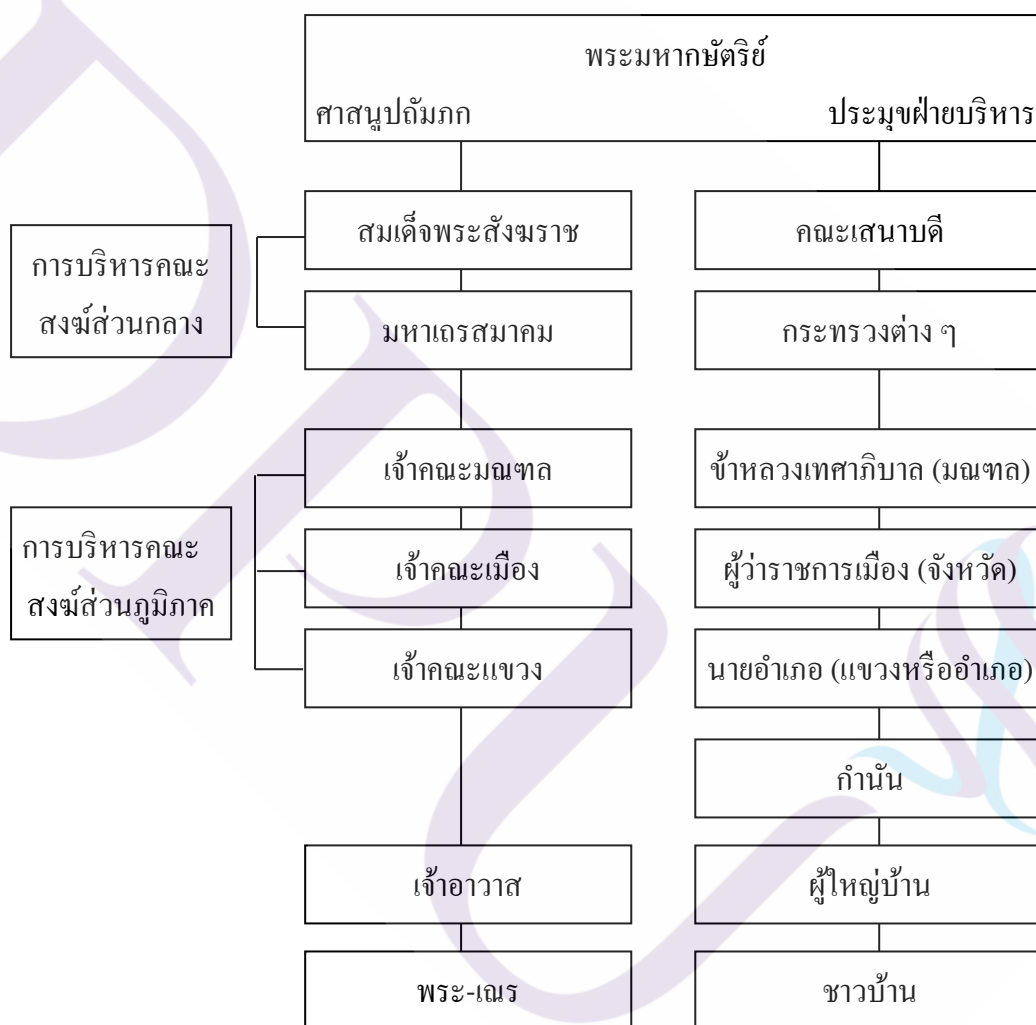 พระมหากษัตริย์
ศาสนูปถัมภก ประมุขฝ่ายบริหาร
สมเด็จพระสังฆราช
คณะเสนาบดี
การบริหารคณะ
สงฆ์ส่วนกลาง
มหาเถรสมาคม
กระทรวงต่าง ๆ
เจ้าคณะมณฑล
ข้าหลวงเทศาภิบาล (มณฑล)
การบริหารคณะ
สงฆ์ส่วนภูมิภาค
เจ้าคณะเมือง
ผู้ว่าราชการเมือง (จังหวัด)
เจ้าคณะแขวง
นายอำเภอ (แขวงหรืออำเภอ)
กำนัน
เจ้าอาวาส
ผู้ใหญ่บ้าน
พระ-เณร
ชาวบ้าน